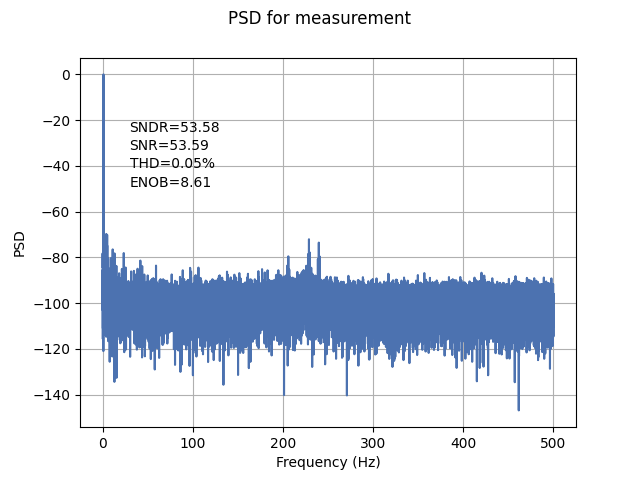 PSD for measurement
0
−20
−40
−60
−80
−100
−120
−140
PSD
SNDR=53.58
SNR=53.59
THD=0.05%
ENOB=8.61
0
100
200
300
400
500
Frequency (Hz)